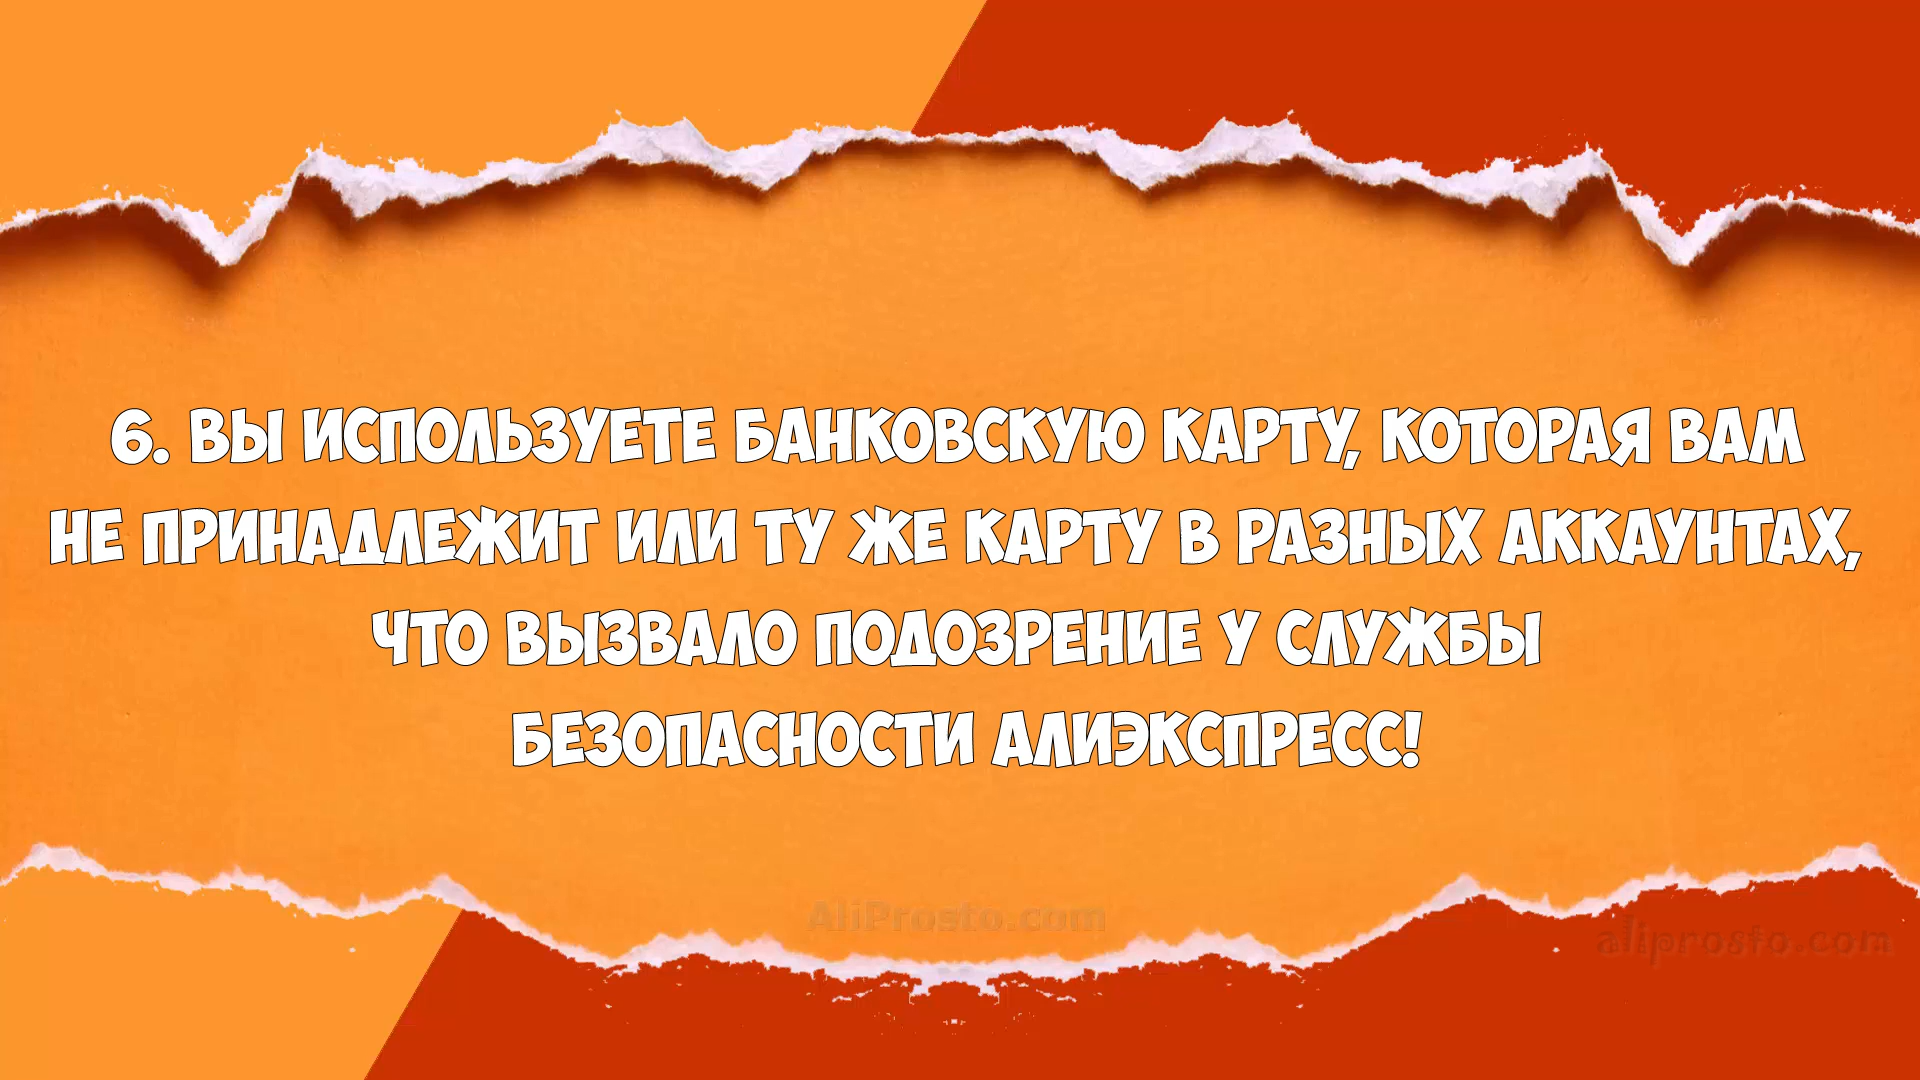 6. ВЫ ИСПОЛЬЗУЕТЕ БАНКОВСКУЮ КАРТУ, КОТОРАЯ ВАМ
НЕ ПРИНАДЛЕЖИТ ИЛИ ТУ ЖЕ КАРТУ В РАЗНЫХ АККАУНТАХ,
ЧТО ВЫЗВАЛО ПОДОЗРЕНИЕ У СЛУЖБЫ
БЕЗОПАСНОСТИ АЛИЭКСПРЕСС!
AliProsto.com
aliprosto.com